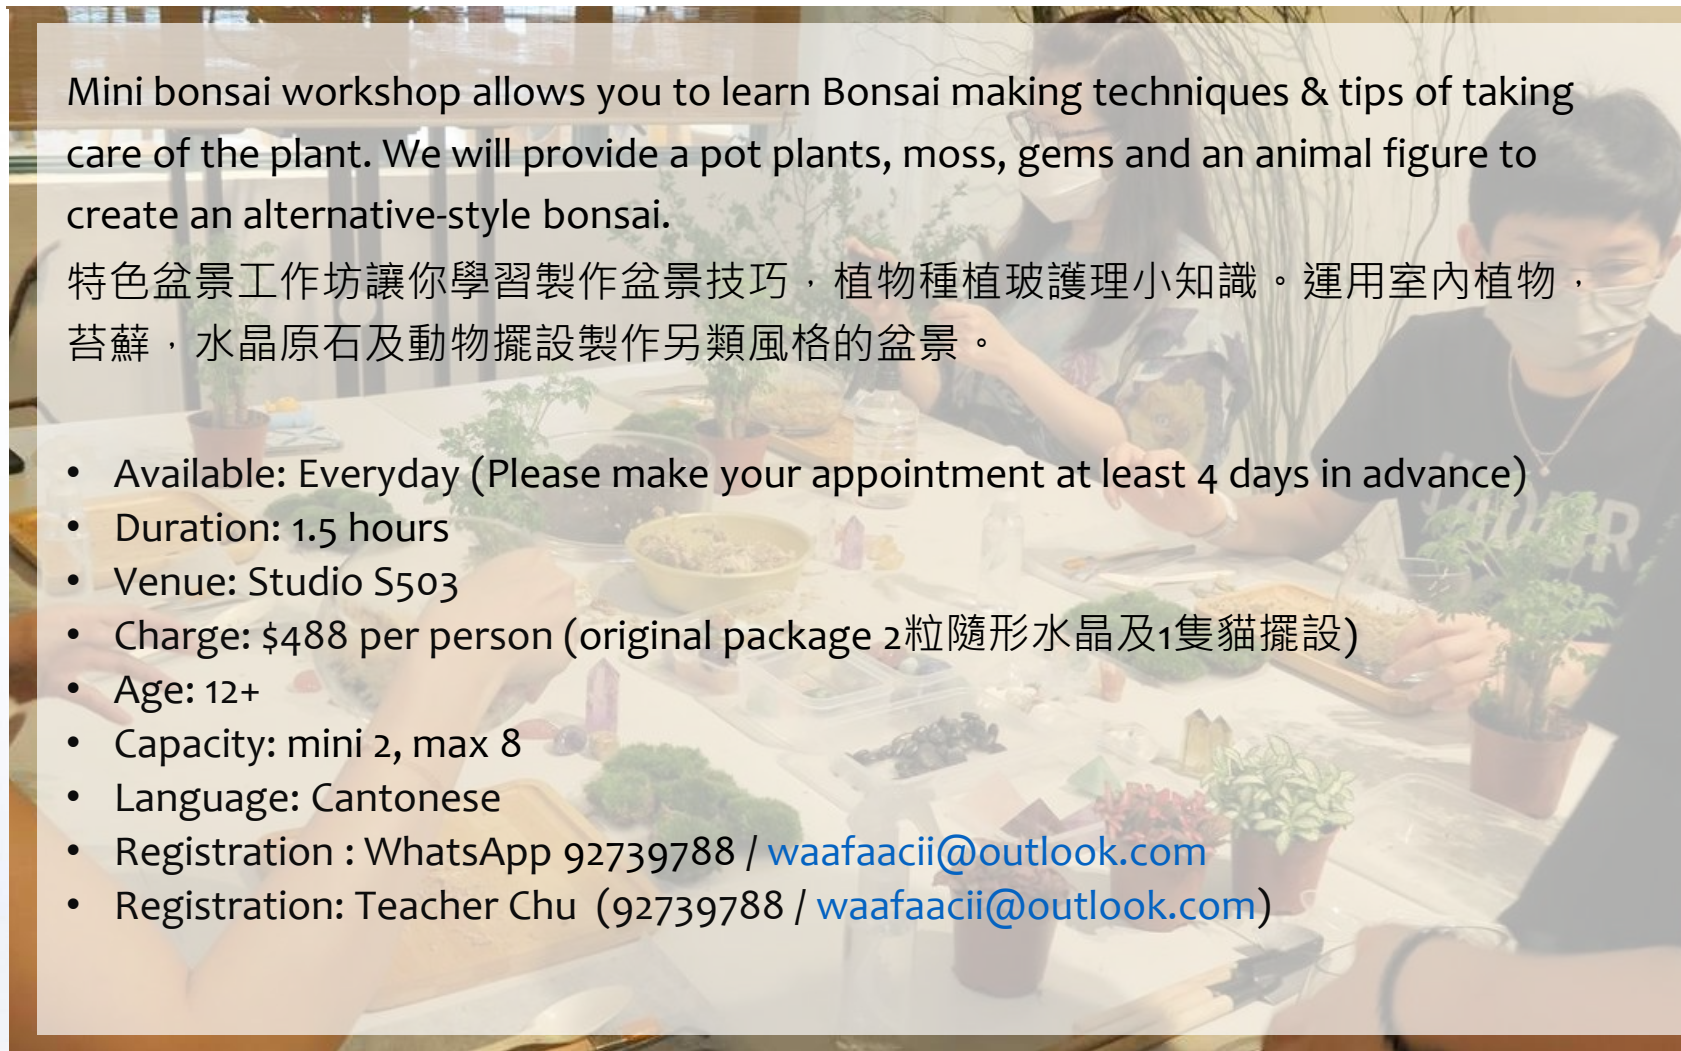 Mini bonsai workshop allows you to learn Bonsai making techniques & tips of taking
care of the plant. We will provide a pot plants, moss, gems and an animal figure to
create an alternative-style bonsai.
特色盆景工作坊讓你學習製作盆景技巧，植物種植玻護理小知識。運用室內植物，
苔蘚，水晶原石及動物擺設製作另類風格的盆景。
• Available: Everyday (Please make your appointment at least 4 days in advance)
• Duration: 1.5 hours
• Venue: Studio S503
• Charge: $488 per person (original package 2粒隨形水晶及1隻貓擺設)
• Age: 12+
• Capacity: mini 2, max 8
• Language: Cantonese
• Registration : WhatsApp 92739788 / waafaacii@outlook.com
• Registration: Teacher Chu (92739788 / waafaacii@outlook.com)